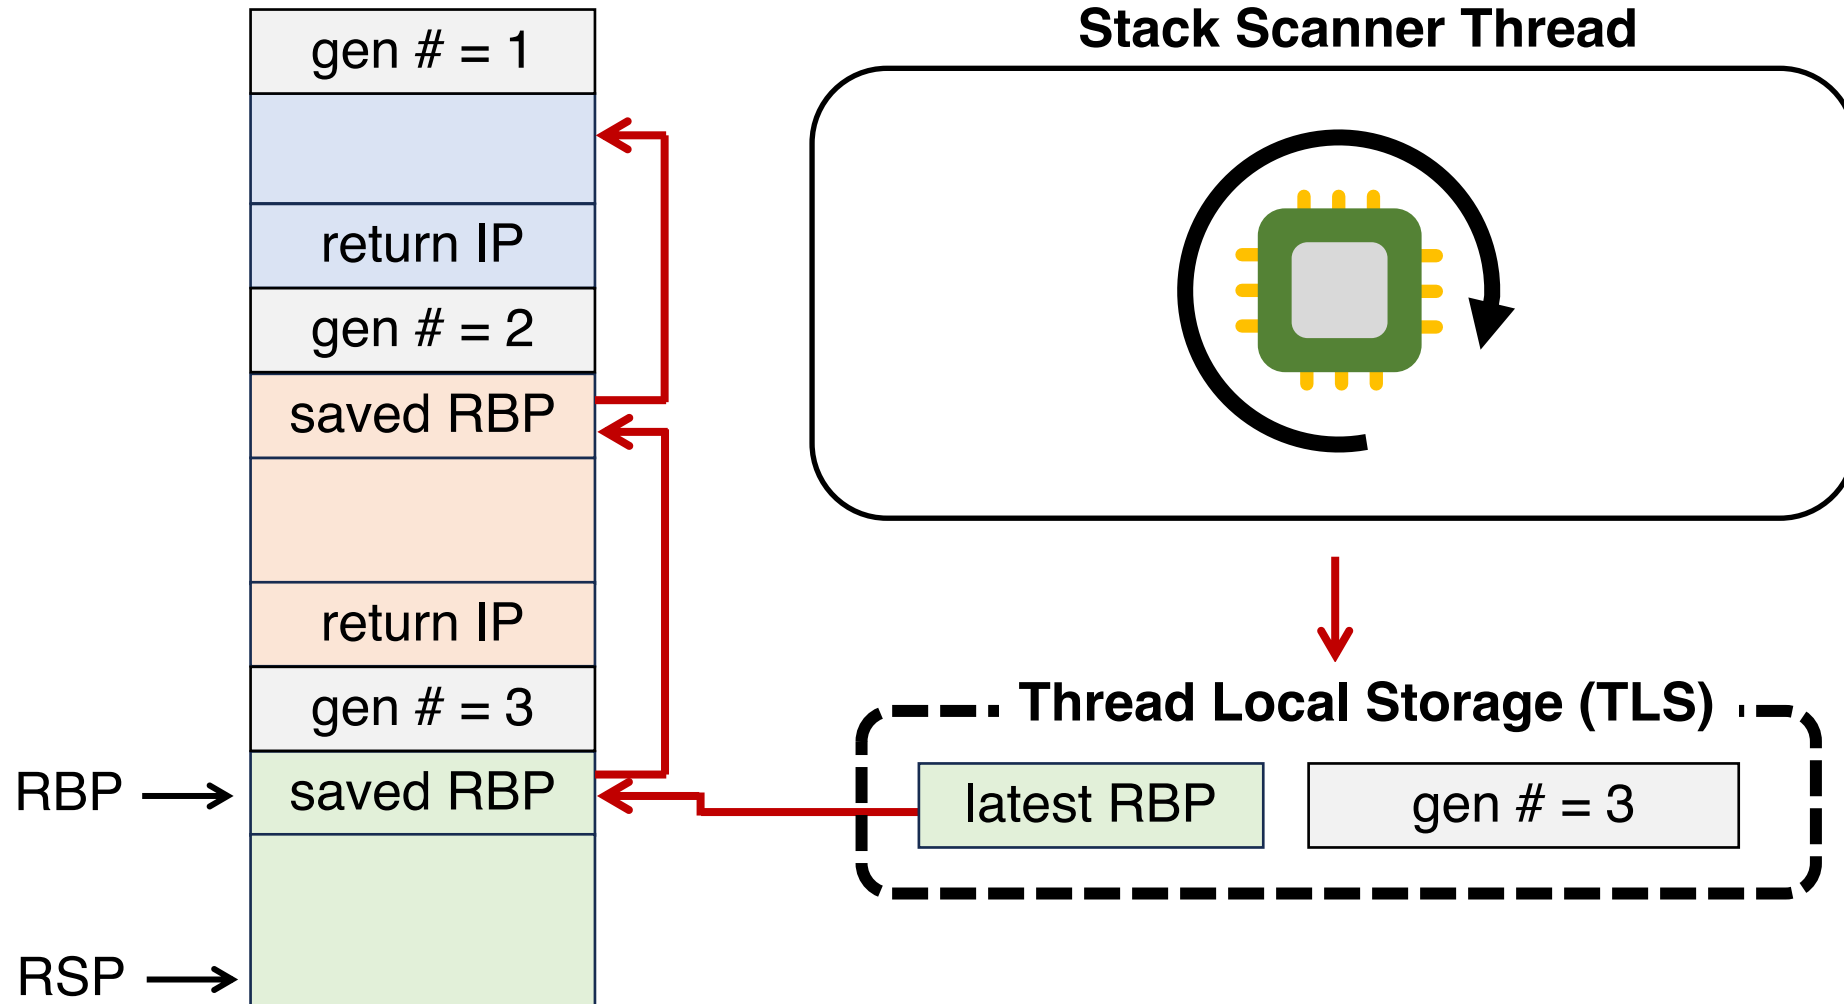 gen # = 1
return IP
gen # = 2
saved RBP
return IP
gen # = 3
saved RBP
RBP
RSP
Stack Scanner Thread
Thread Local Storage (TLS)
latest RBP
gen # = 3